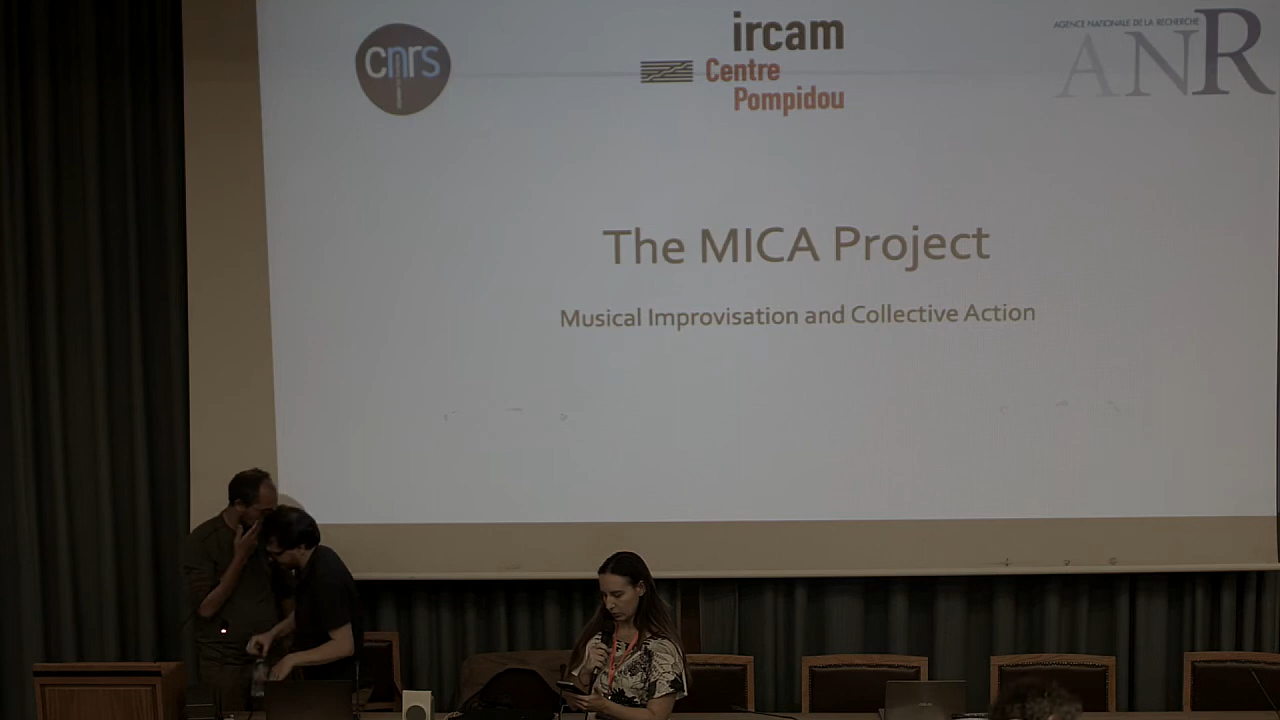 cnrs
ircam
Centre
Pompidou
AGENCE NATIONALE DE LA RECHERCHE
ANR
The MICA Project
Musical Improvisation and Collective Action